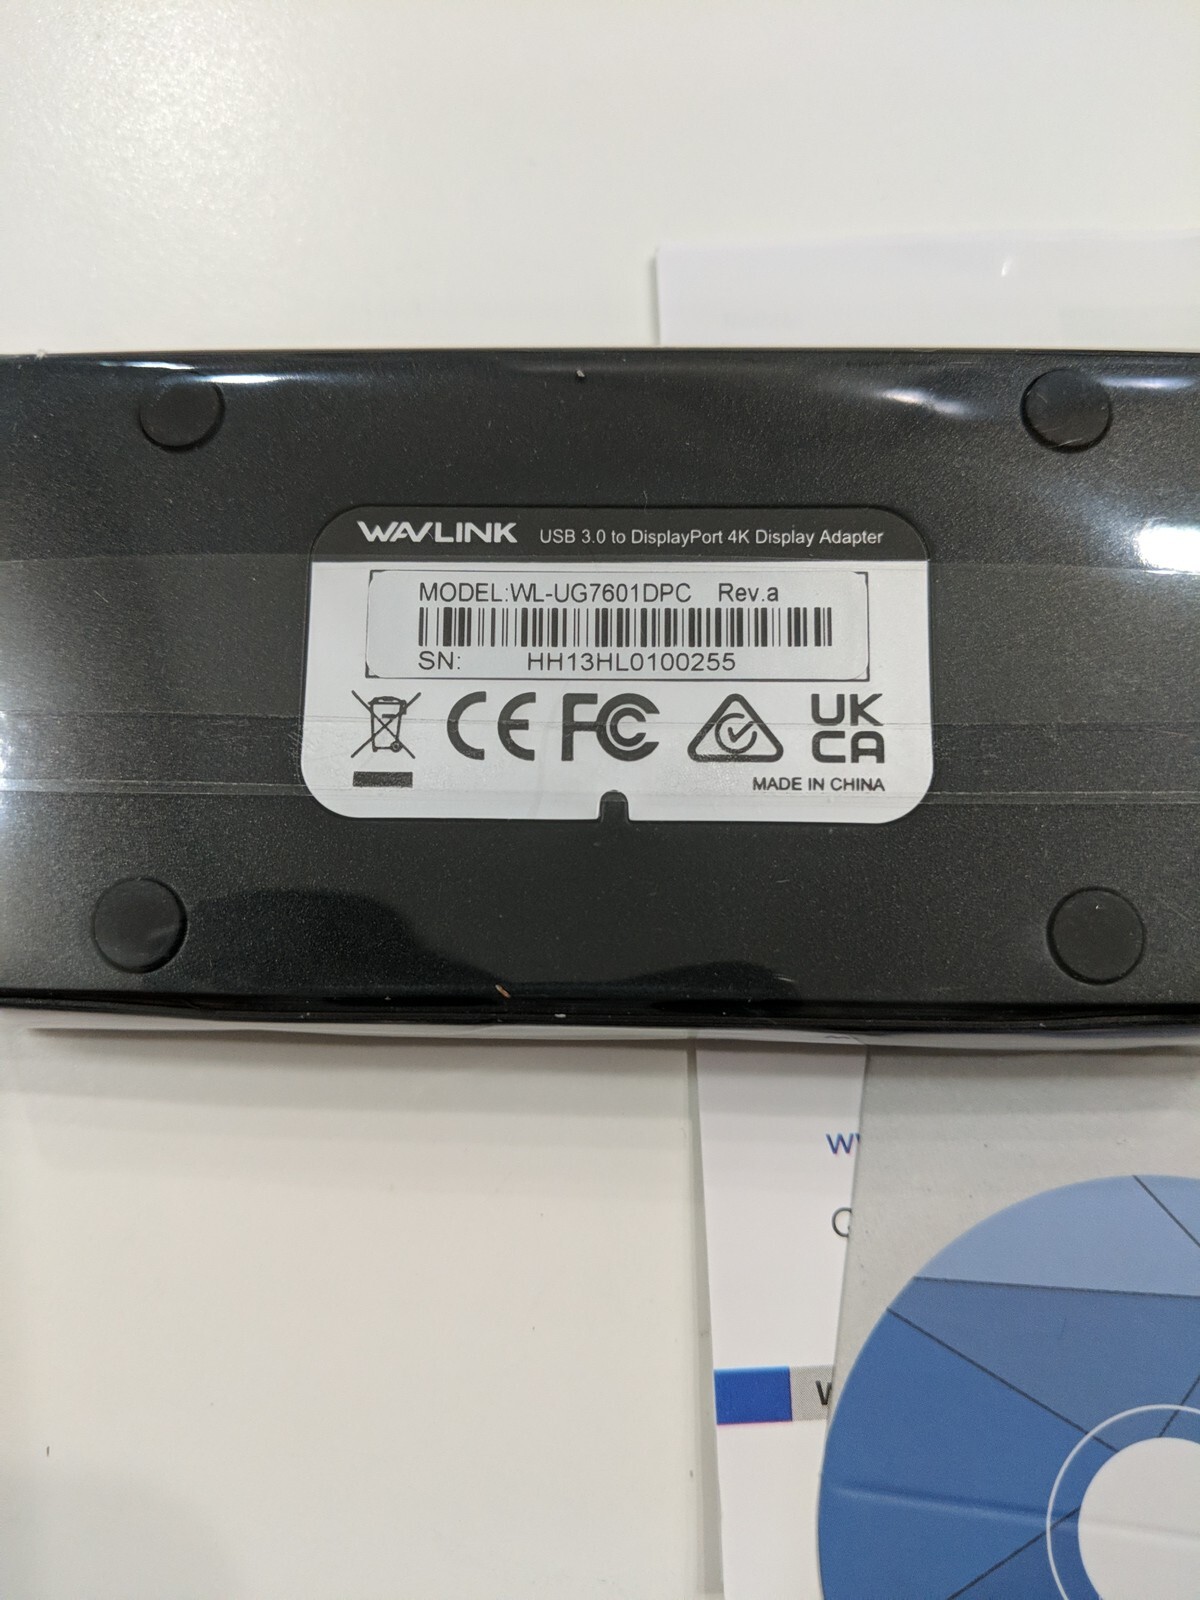 WAVLINK USB 3.0 to DisplayPort 4K Display Adapter
MODEL:WL-UG7601DPC Rev.a
SN: HH13HL0100255
CE FC UK
CA
MADE IN CHINA